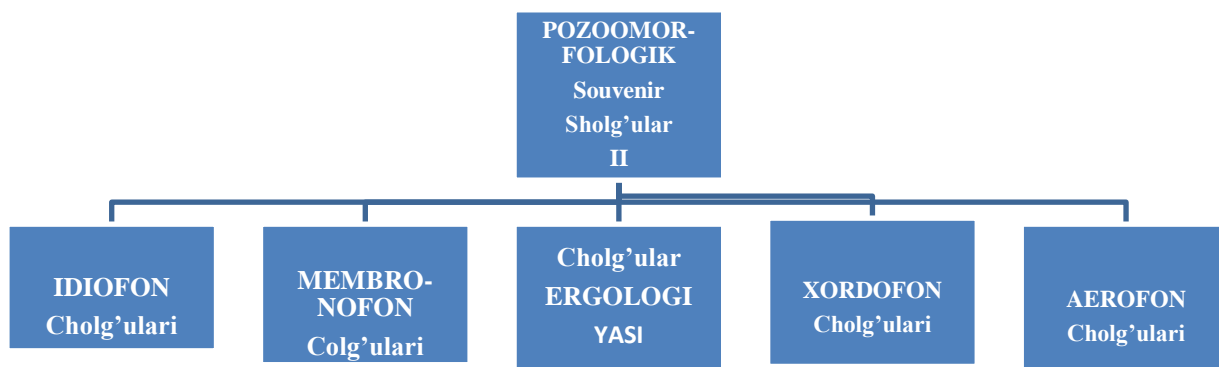 POZOOMOR-
FOLOGIK
Souvenir
Sholg’ular
II
IDIOFON
Cholg’ulari
MEMBRO-
NOFON
Colg’ulari
Cholg’ular
ERGOLOGI
YASI
XORDOFON
Cholg’ulari
AEROFON
Cholg’ulari